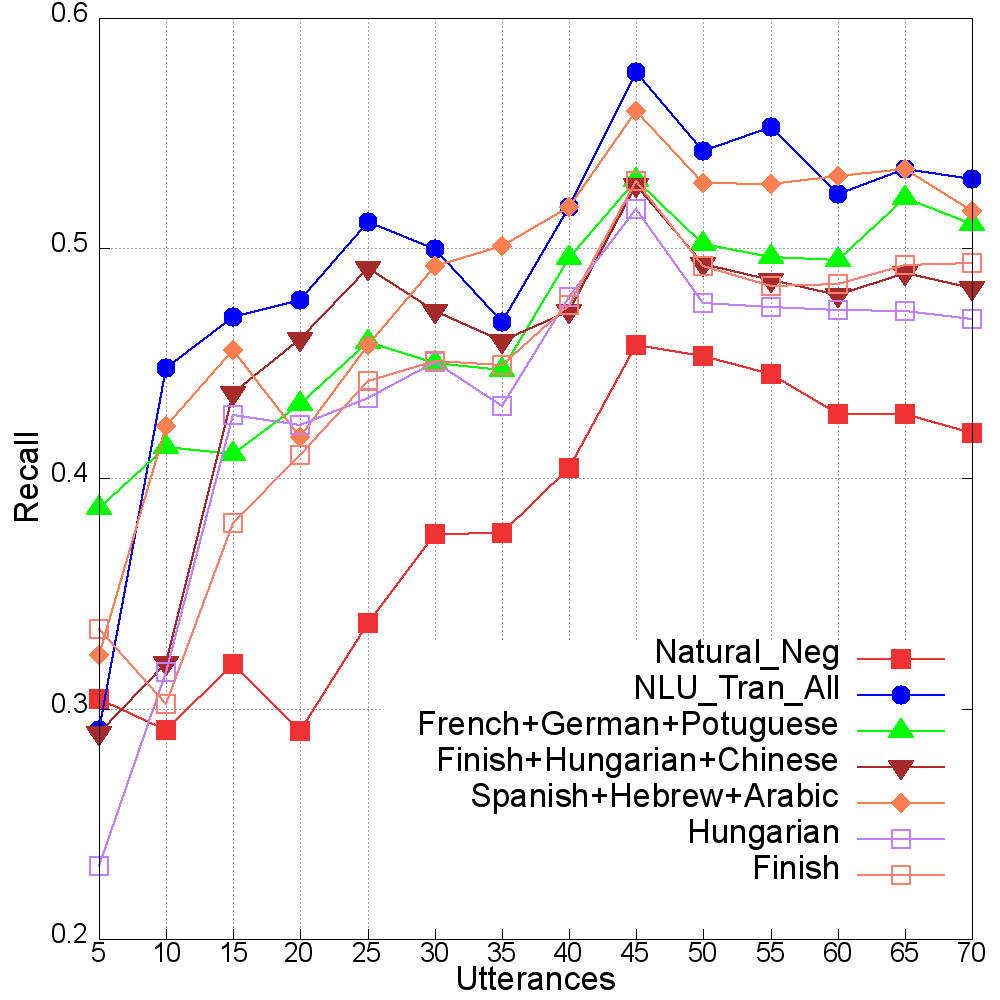 0.6
0.5
0.4
0.3
0.2
Recall
Natural_Neg
NLU_Tran_All
French+German+Potuguese
Finish+Hungarian+Chinese
Spanish+Hebrew+Arabic
Hungarian
Finish
5 10 15 20 25 30 35 40 45 50 55 60 65 70
Utterances